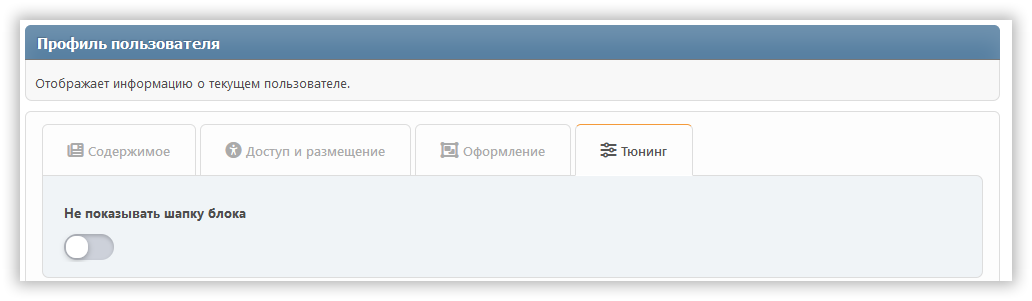 Профиль пользователя
Отображает информацию о текущем пользователе.
Содержимое
Доступ и размещение
Оформление
Тюнинг
Не показывать шапку блока